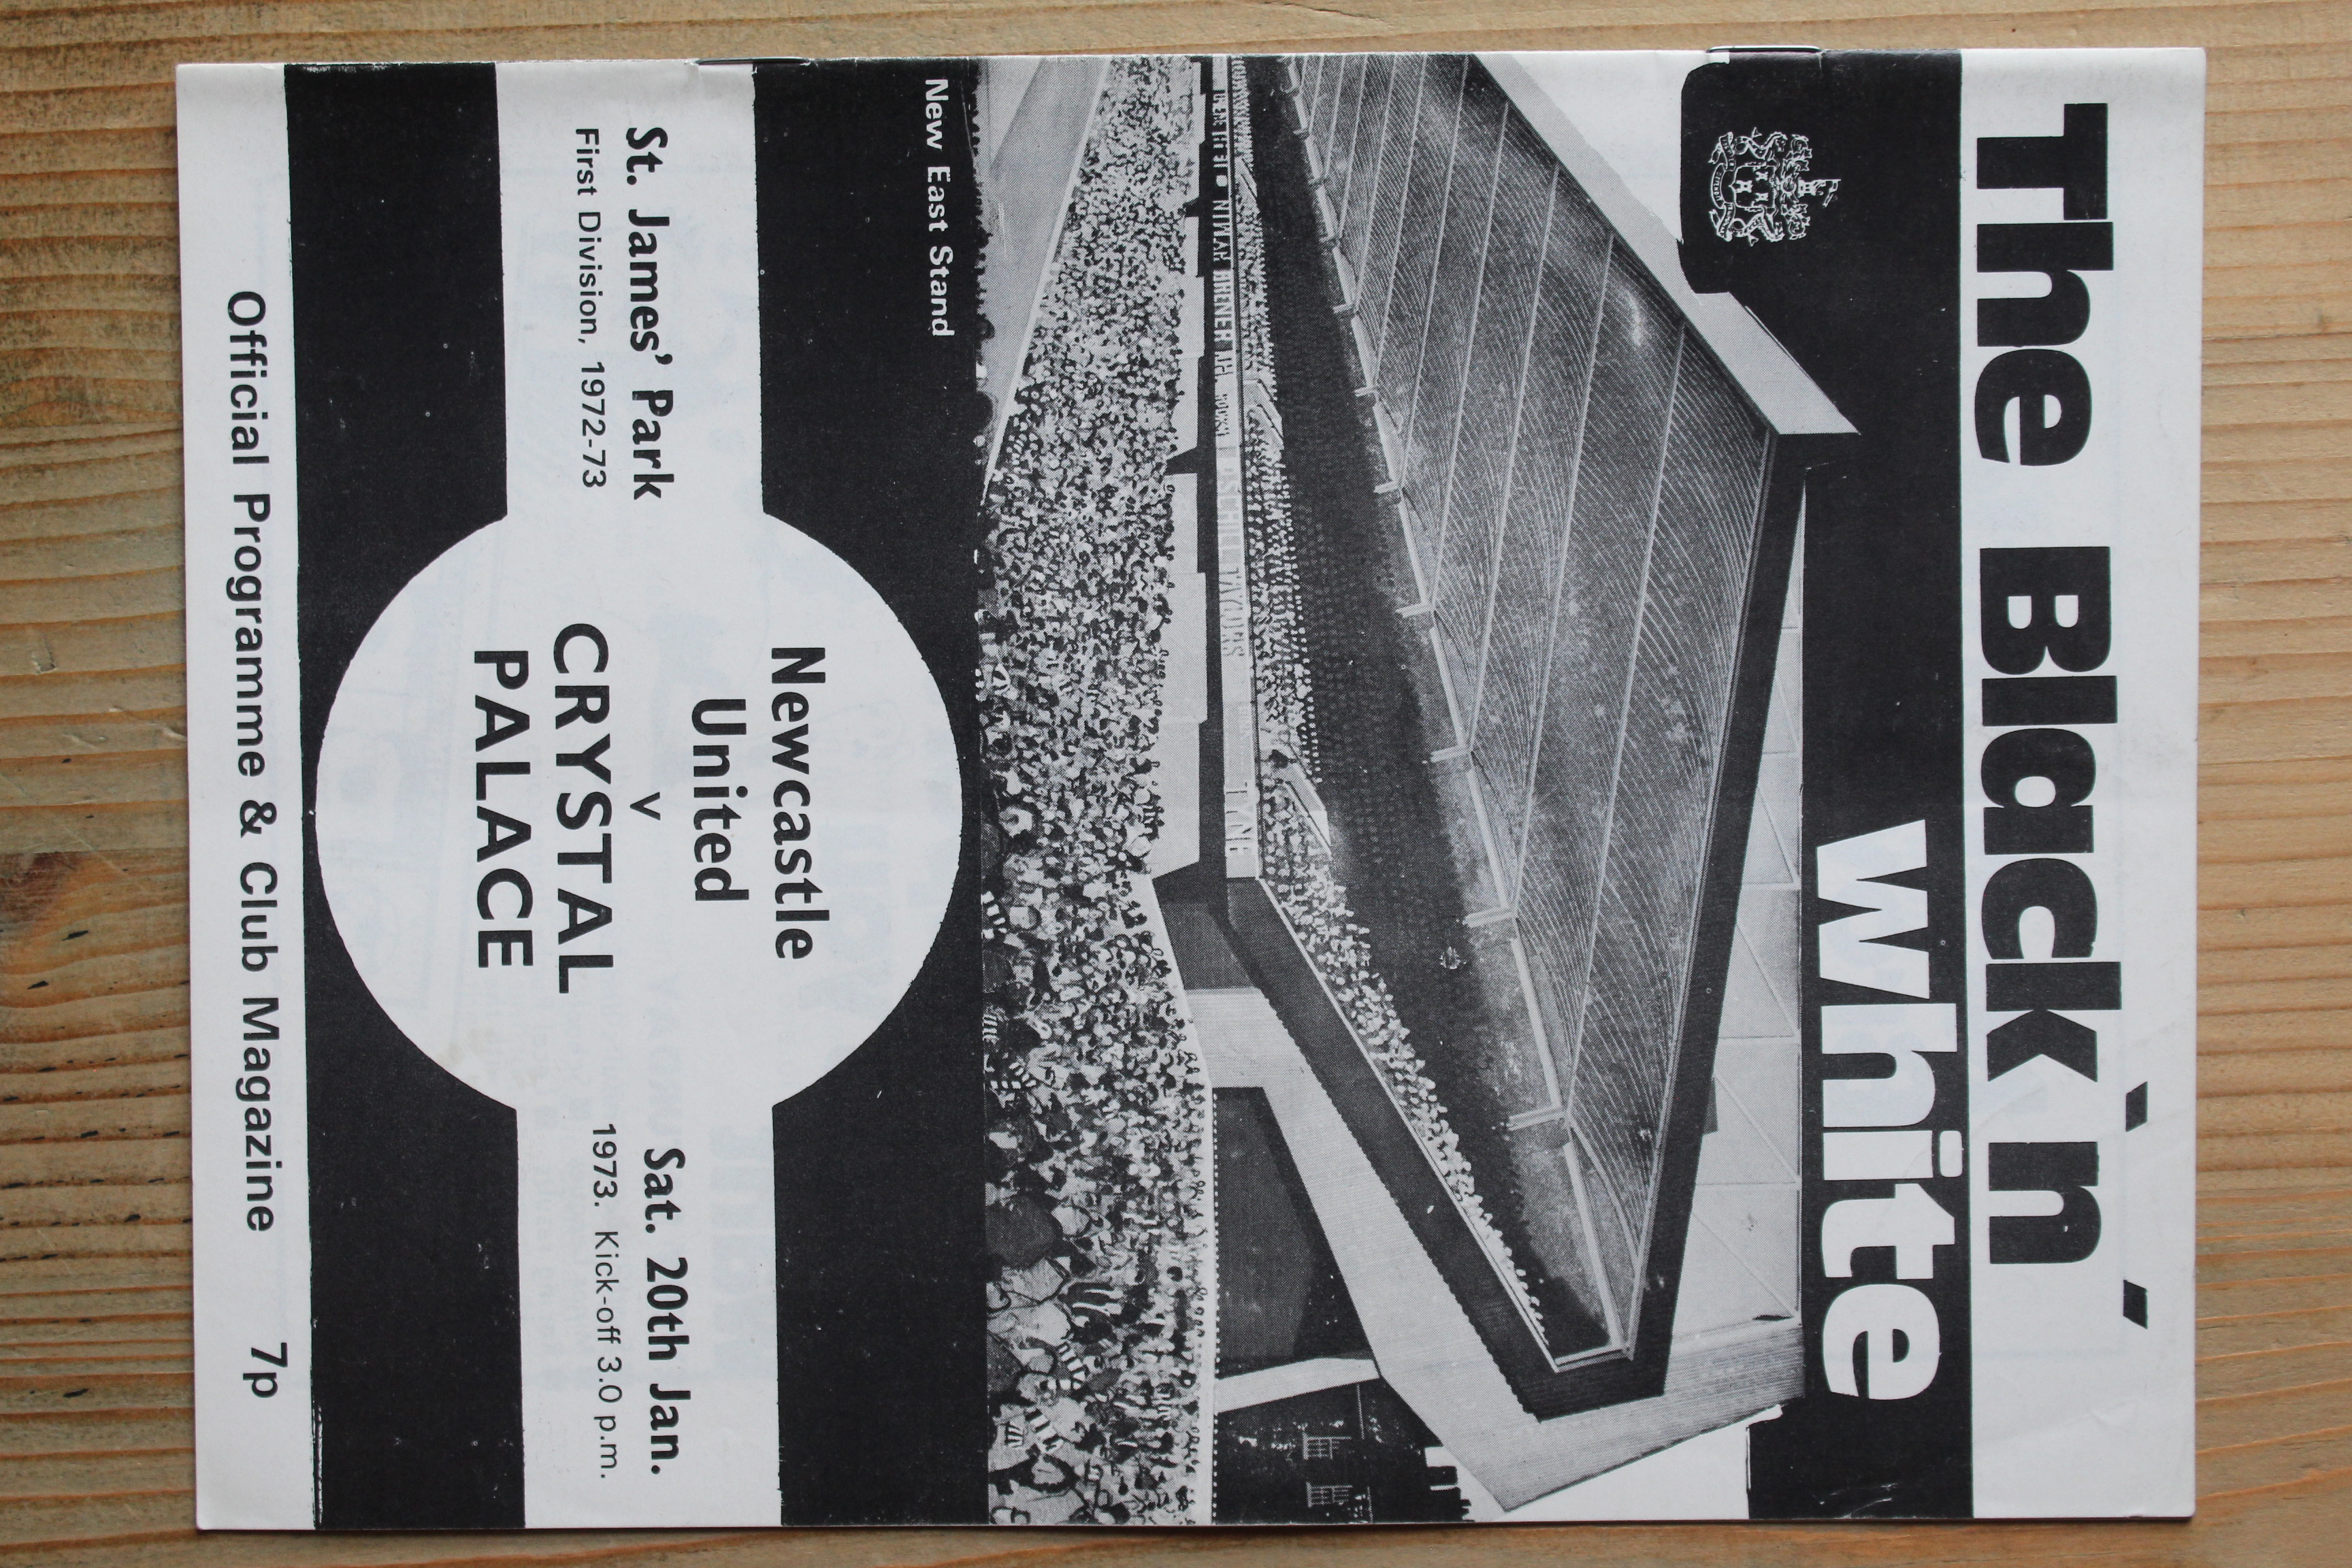 The Black 'n'
white
New East Stand
Newcastle
United
v
CRYSTAL
PALACE
St. James' Park
First Division, 1972-73
Sat. 20th Jan.
1973. Kick-off 3.0 p.m.
Official Programme & Club Magazine 7p